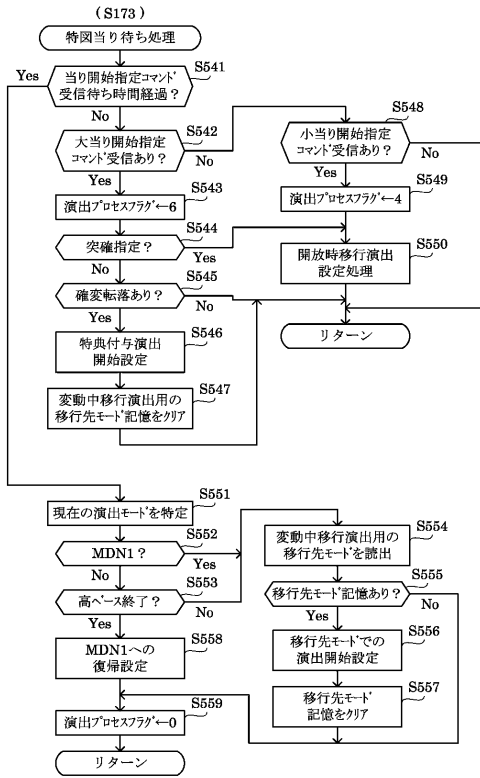 (S173)
特図当り待ち処理
S541
当り開始指定コマンド
受信待ち時間経過?
Yes
No
S542
大当り開始指定
コマンド受信あり?
No
Yes
S543
演出プロセスフラグ←6
S544
突確指定?
Yes
No
S545
確変転落あり?
No
Yes
S546
特典付与演出
開始設定
S547
変動中移行演出用の
移行先モード記憶をクリア
S548
小当り開始指定
コマンド受信あり?
No
Yes
S549
演出プロセスフラグ←4
S550
開放時移行演出
設定処理
リターン
S551
現在の演出モードを特定
S552
MDN1?
Yes
No
S553
高ベース終了?
No
Yes
S558
MDN1への
復帰設定
S559
演出プロセスフラグ←0
リターン
S554
変動中移行演出用の
移行先モードを読出
S555
移行先モード記憶あり?
No
Yes
S556
移行先モードでの
演出開始設定
S557
移行先モード
記憶をクリア